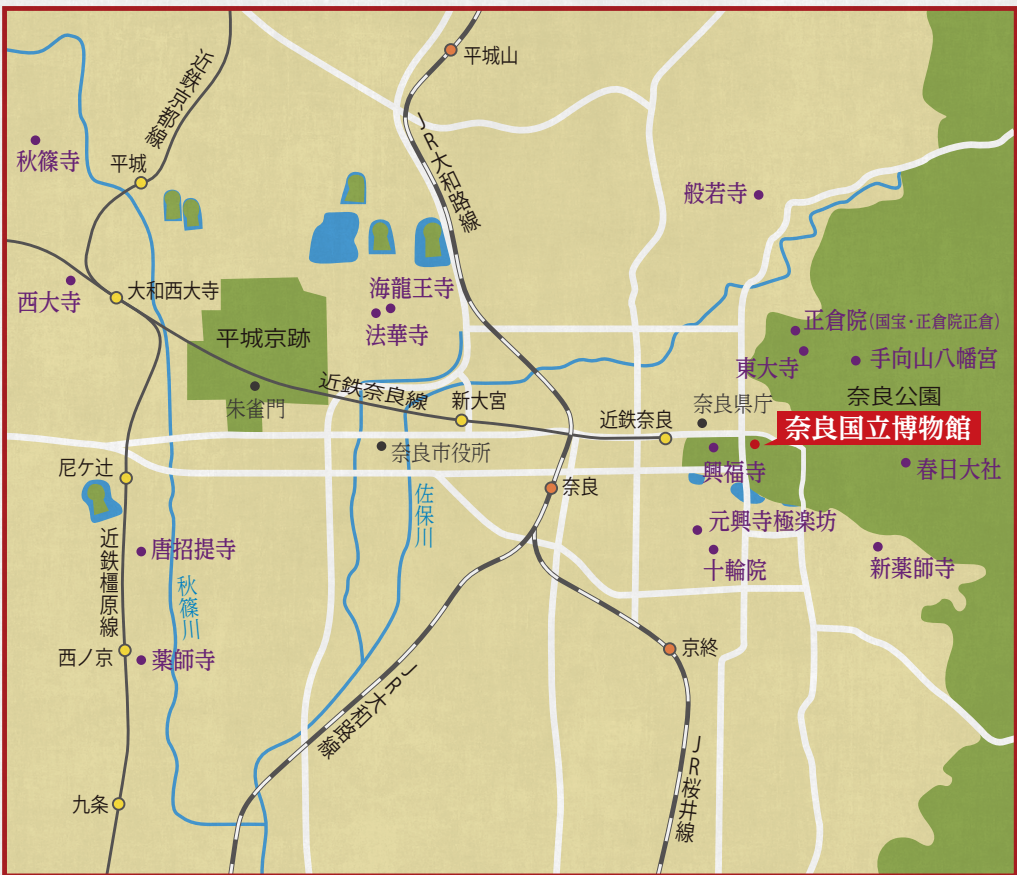 平城山
近鉄京都線
JR大和路線
秋篠寺
平城
般若寺
西大寺
大和西大寺
海龍王寺
法華寺
正倉院(国宝・正倉院正倉)
平城京跡
東大寺
手向山八幡宮
近鉄奈良線
新大宮
朱雀門
近鉄奈良
奈良県庁
奈良公園
奈良国立博物館
奈良市役所
尼ケ辻
興福寺
春日大社
奈良
佐保川
元興寺極楽坊
近鉄橿原線
唐招提寺
十輪院
新薬師寺
秋篠川
西ノ京
薬師寺
京終
JR大和路線
JR桜井線
九条